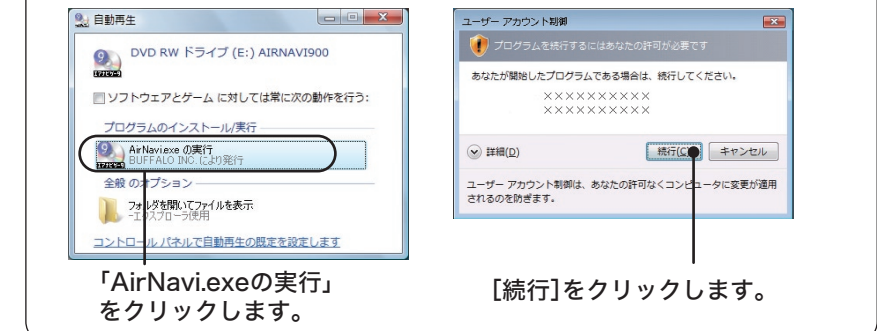 自動再生
DVD RW ドライブ (E:) AIRNAVI900
ソフトウェアとゲーム に対しては常に次の動作を行う:
プログラムのインストール/実行
AirNavi.exe の実行
BUFFALO INC. により発行
全般 のオプション
フォルダを開いてファイルを表示
-エクスプローラ使用
コントロール パネルで自動再生の既定を設定します
「AirNavi.exeの実行」
をクリックします。
ユーザー アカウント制御
プログラムを続行するにはあなたの許可が必要です
あなたが開始したプログラムである場合は、続行してください。
××××××××××
××××××××××
詳細(D)
続行(C)
キャンセル
ユーザー アカウント制御は、あなたの許可なくコンピュータに変更が適用
されるのを防ぎます。
[続行]をクリックします。